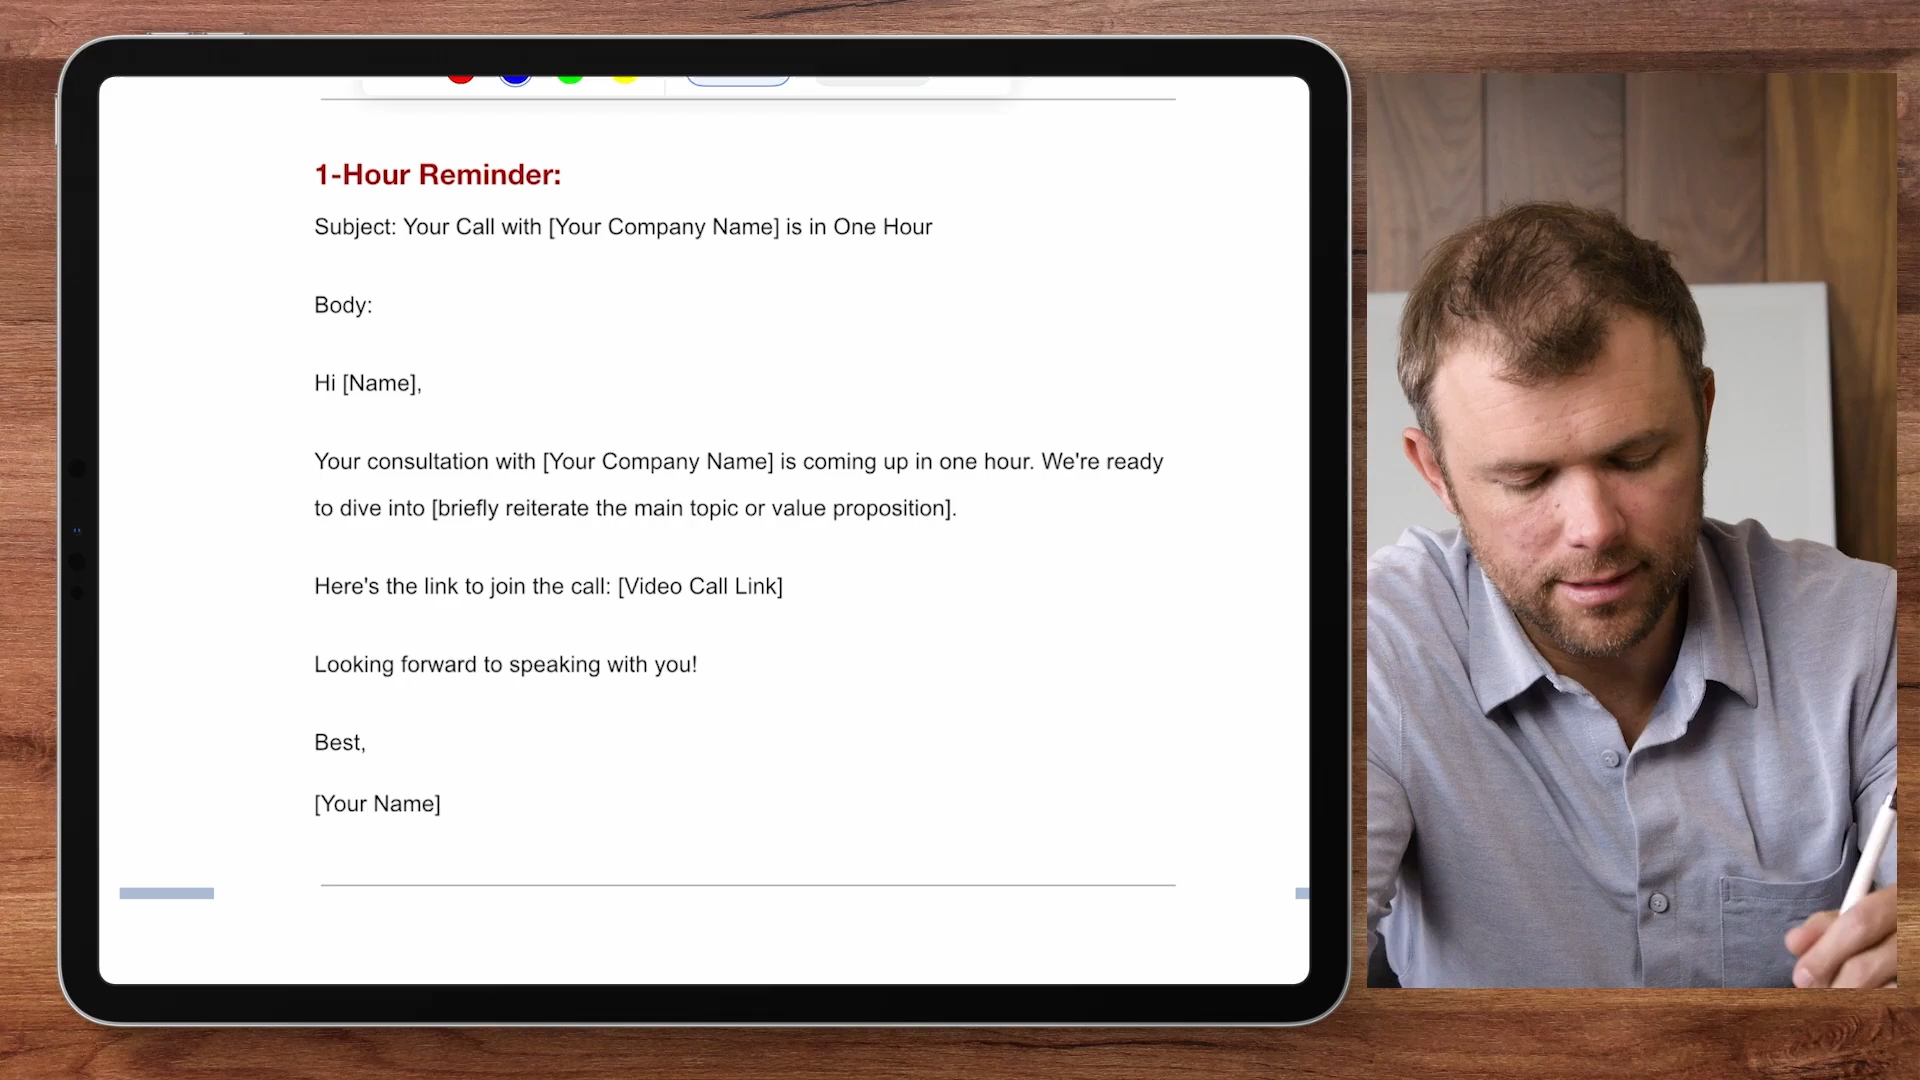 1-Hour Reminder:
Subject: Your Call with [Your Company Name] is in One Hour
Body:
Hi [Name],
Your consultation with [Your Company Name] is coming up in one hour. We're ready
to dive into [briefly reiterate the main topic or value proposition].
Here's the link to join the call: [Video Call Link]
Looking forward to speaking with you!
Best,
[Your Name]